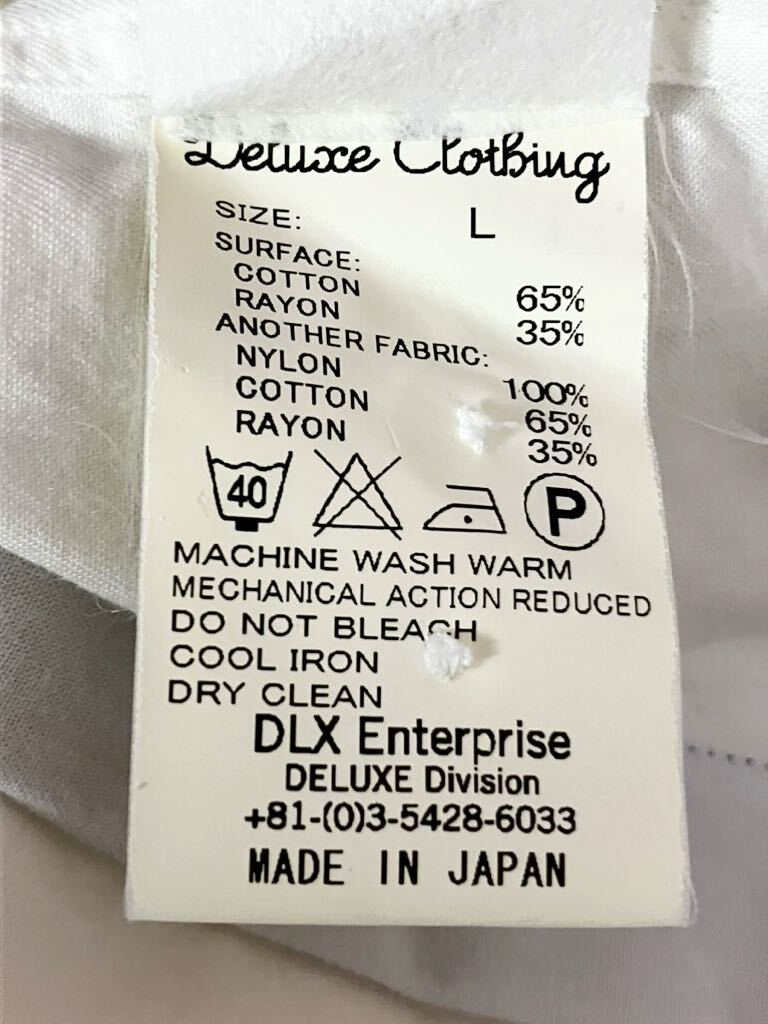 Deluxe Clothing
SIZE: L
SURFACE:
COTTON 65%
RAYON 35%
ANOTHER FABRIC:
NYLON 100%
COTTON 65%
RAYON 35%
40 P
MACHINE WASH WARM
MECHANICAL ACTION REDUCED
DO NOT BLEACH
COOL IRON
DRY CLEAN
DLX Enterprise
DELUXE Division
+81-(0)3-5428-6033
MADE IN JAPAN